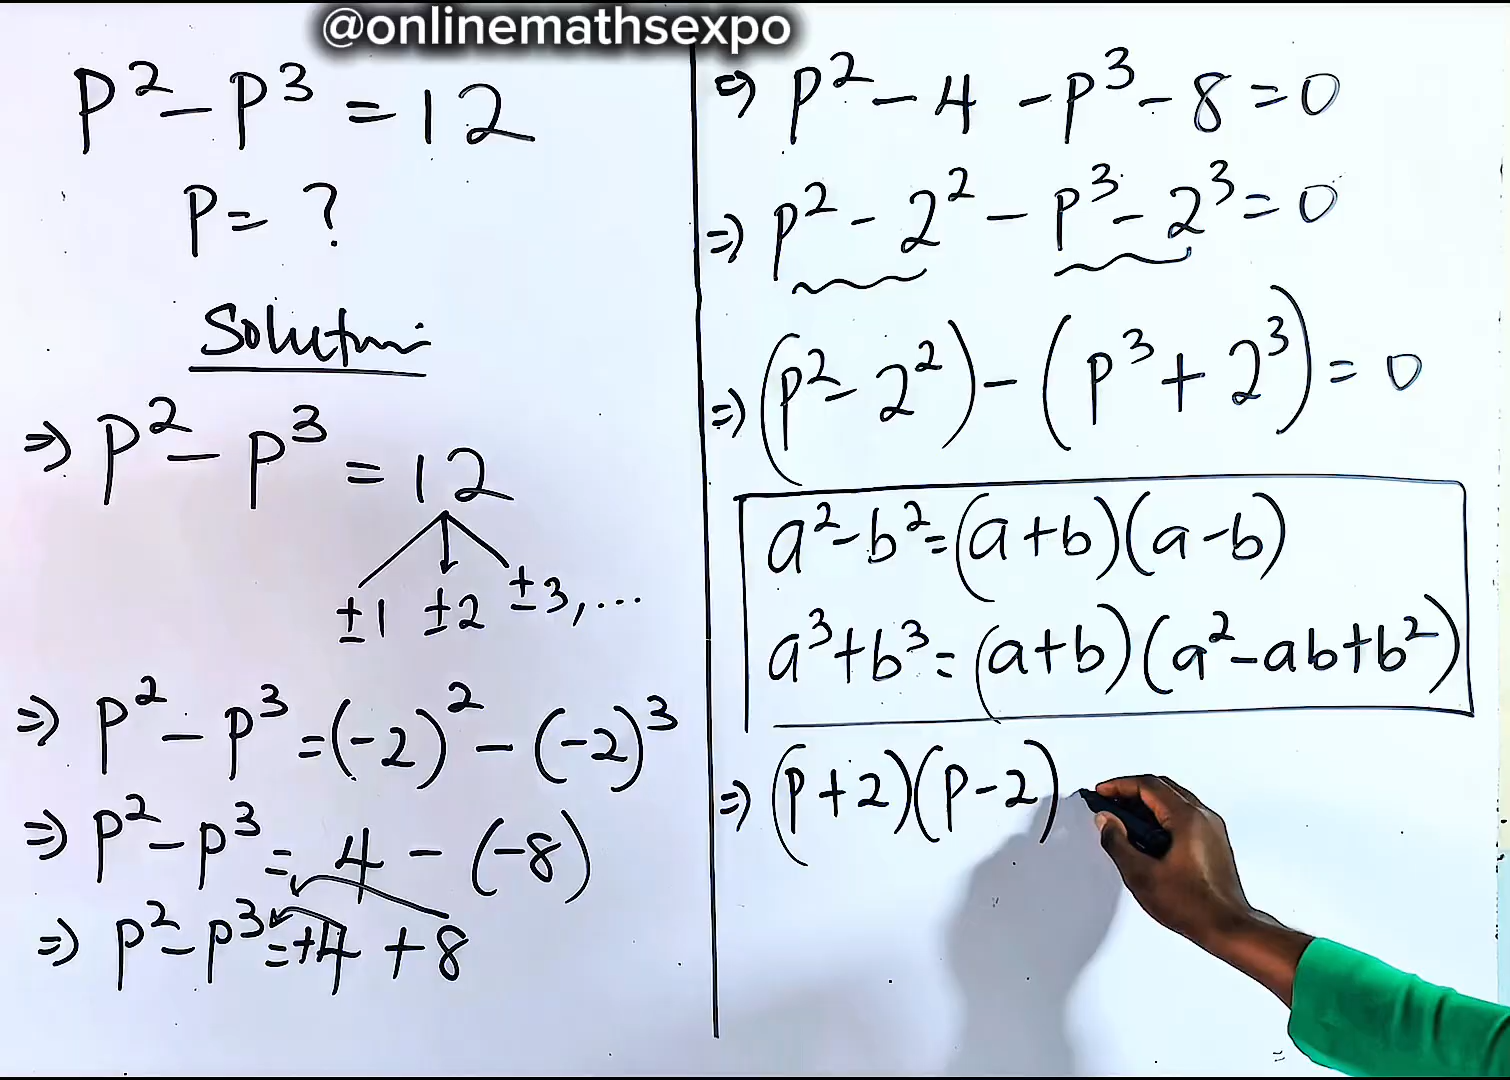 @onlinemathsexpo
p² - p³ = 12
p = ?
Solution
⇒ p² - p³ = 12
±1 ±2 ±3, ...
⇒ p² - p³ = (-2)² - (-2)³
⇒ p² - p³ = 4 - (-8)
⇒ p² - p³ = +4 + 8
⇒ p² - 4 - p³ - 8 = 0
⇒ p² - 2² - p³ - 2³ = 0
⇒ (p² - 2²) - (p³ + 2³) = 0
a² - b² = (a + b)(a - b)
a³ + b³ = (a + b)(a² - ab + b²)
⇒ (p + 2)(p - 2)